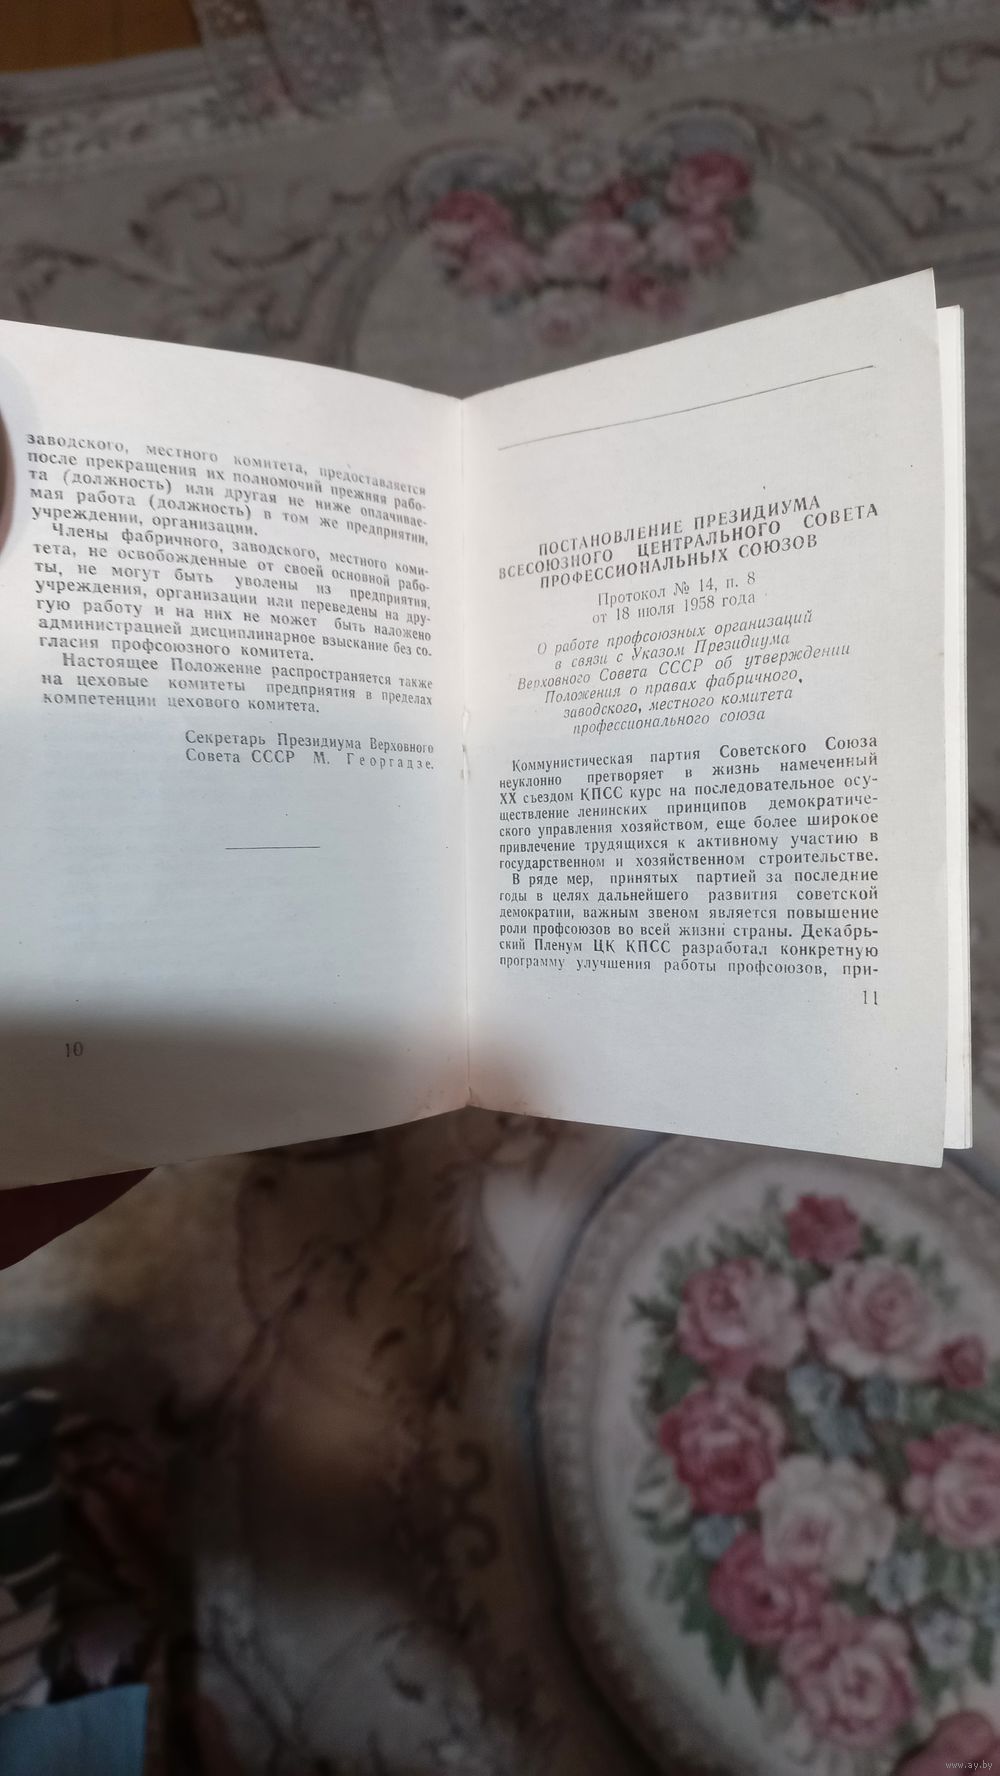 заводского, местного комитета, предоставляется
после прекращения их полномочий прежняя рабо-
та (должность) или другая не ниже оплачивае-
мая работа (должность) в том же предприятии,
учреждении, организации.
Члены фабричного, заводского, местного коми-
тета, не освобожденные от своей основной рабо-
ты, не могут быть уволены из предприятия,
учреждения, организации или переведены на дру-
гую работу и на них не может быть наложено
администрацией дисциплинарное взыскание без со-
гласия профсоюзного комитета.
Настоящее Положение распространяется также
на цеховые комитеты предприятия в пределах
компетенции цехового комитета.
Секретарь Президиума Верховного
Совета СССР М. Георгадзе.
10
ПОСТАНОВЛЕНИЕ ПРЕЗИДИУМА
ВСЕСОЮЗНОГО ЦЕНТРАЛЬНОГО СОВЕТА
ПРОФЕССИОНАЛЬНЫХ СОЮЗОВ
Протокол № 14, п. 8
от 18 июля 1958 года
О работе профсоюзных организаций
в связи с Указом Президиума
Верховного Совета СССР об утверждении
Положения о правах фабричного,
заводского, местного комитета
профессионального союза
Коммунистическая партия Советского Союза
неуклонно претворяет в жизнь намеченный
XX съездом КПСС курс на последовательное осу-
ществление ленинских принципов демократиче-
ского управления хозяйством, еще более широкое
привлечение трудящихся к активному участию в
государственном и хозяйственном строительстве.
В ряде мер, принятых партией за последние
годы в целях дальнейшего развития советской
демократии, важным звеном является повышение
роли профсоюзов во всей жизни страны. Декабрь-
ский Пленум ЦК КПСС разработал конкретную
программу улучшения работы профсоюзов, при-
11
www.ay.by